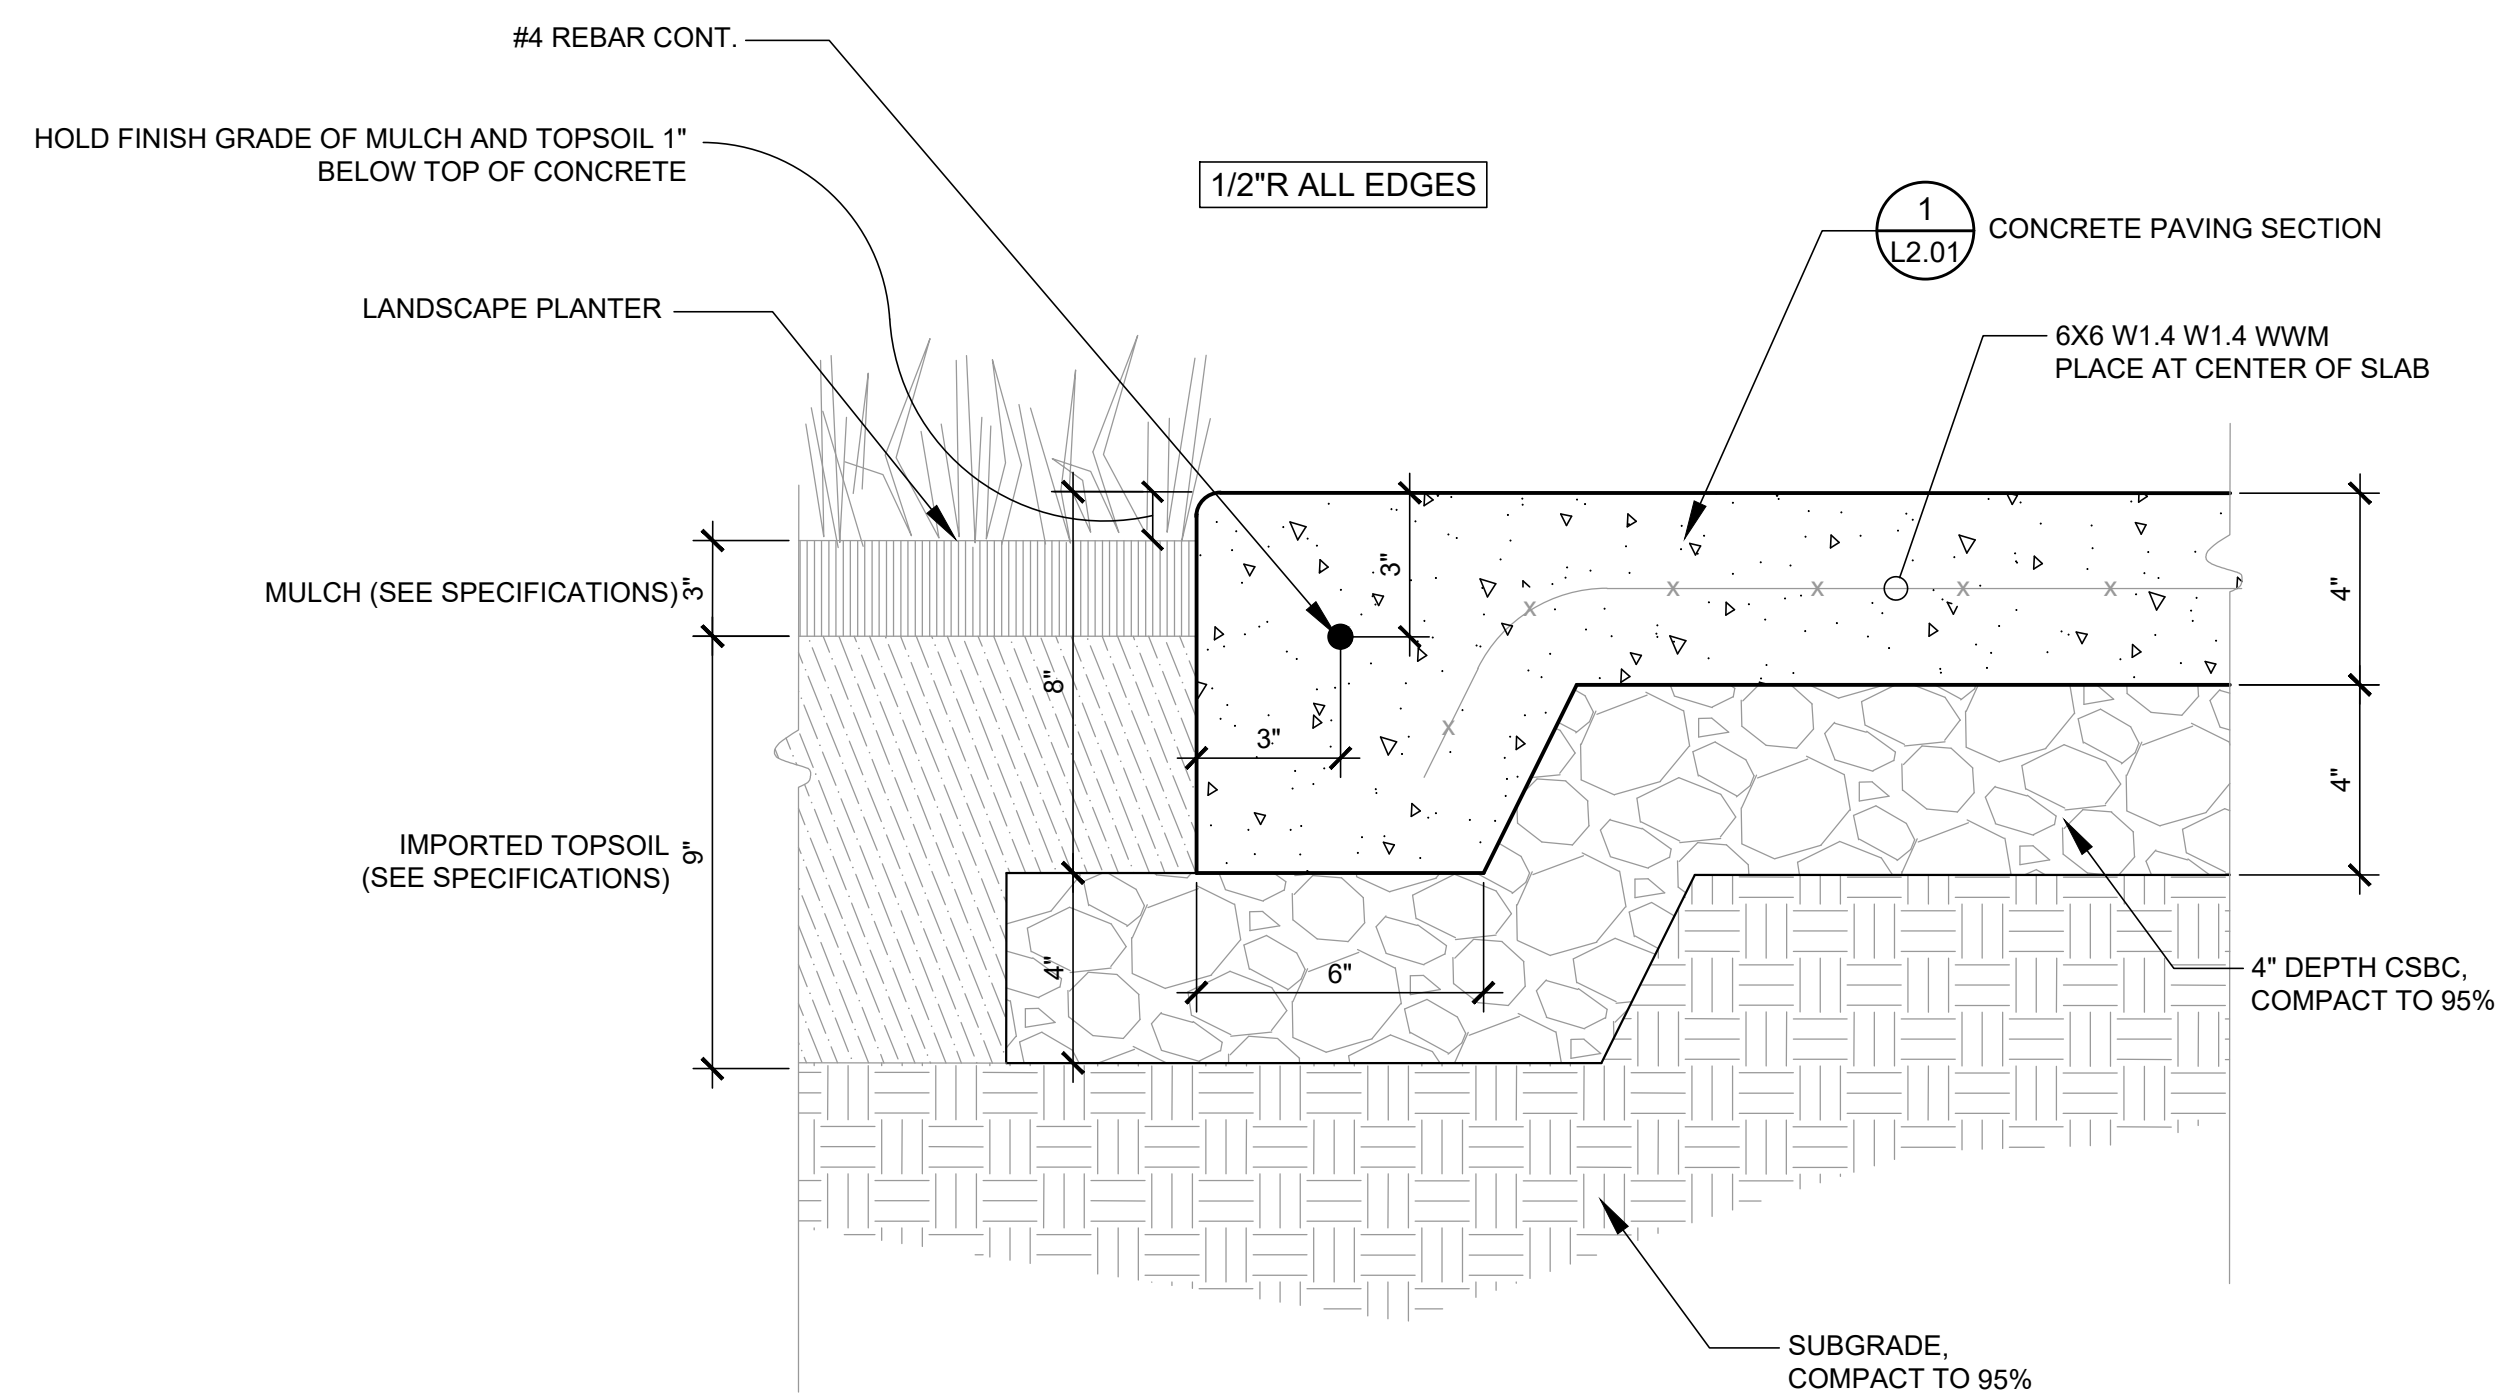 #4 REBAR CONT.
HOLD FINISH GRADE OF MULCH AND TOPSOIL 1"
BELOW TOP OF CONCRETE
1/2"R ALL EDGES
1
L2.01
CONCRETE PAVING SECTION
LANDSCAPE PLANTER
6X6 W1.4 W1.4 WWM
PLACE AT CENTER OF SLAB
MULCH (SEE SPECIFICATIONS)
3"
3"
4"
x
x
x
x
x
x
8"
3"
4"
IMPORTED TOPSOIL
(SEE SPECIFICATIONS)
9"
4"
6"
4" DEPTH CSBC,
COMPACT TO 95%
SUBGRADE,
COMPACT TO 95%